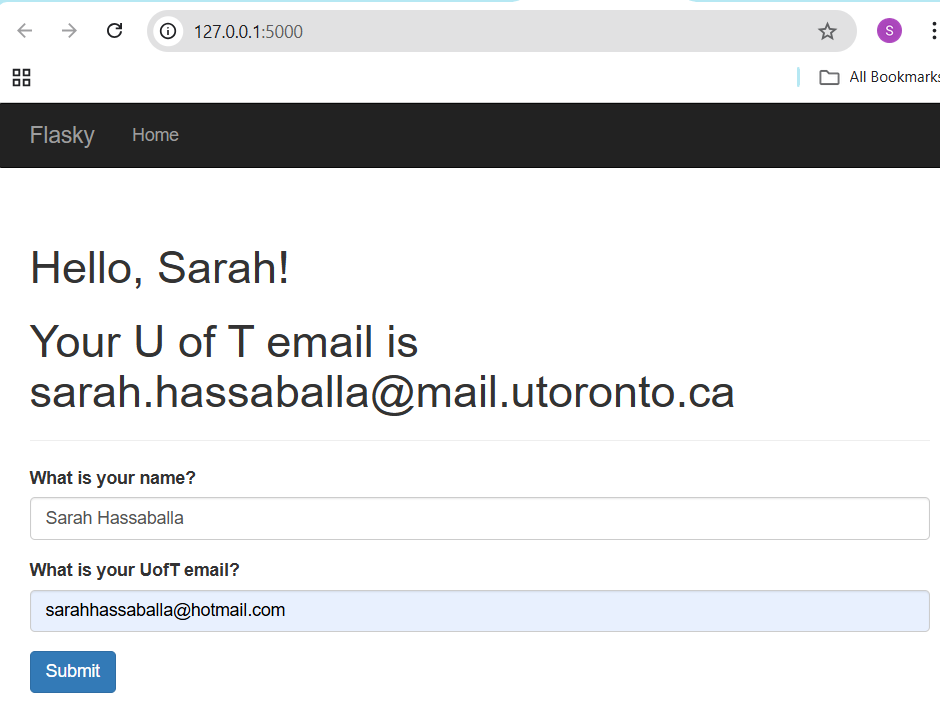 127.0.0.1:5000
S
All Bookmarks
Flasky Home
Hello, Sarah!
Your U of T email is
sarah.hassaballa@mail.utoronto.ca
What is your name?
Sarah Hassaballa
What is your UofT email?
sarahhassaballa@hotmail.com
Submit